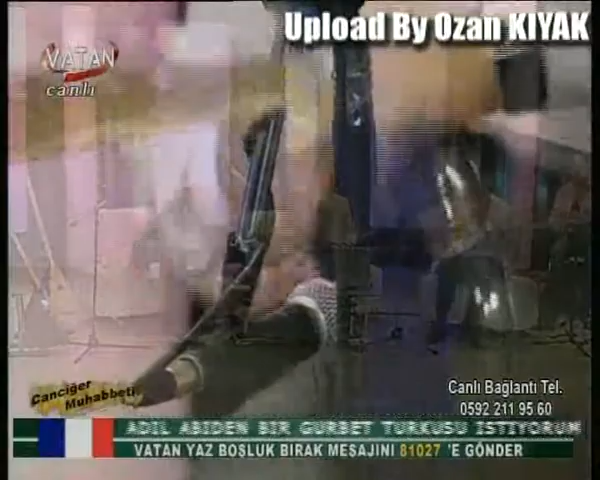 Upload By Ozan KIYAK
VATAN
canlı
Canciğer
Muhabbeti
Canlı Bağlantı Tel.
0592 211 95 60
ADIL ABIDEN BIR GURBET TURKUSU ISTIYORUM
VATAN YAZ BOŞLUK BIRAK MESAJINI 81027 'E GÖNDER